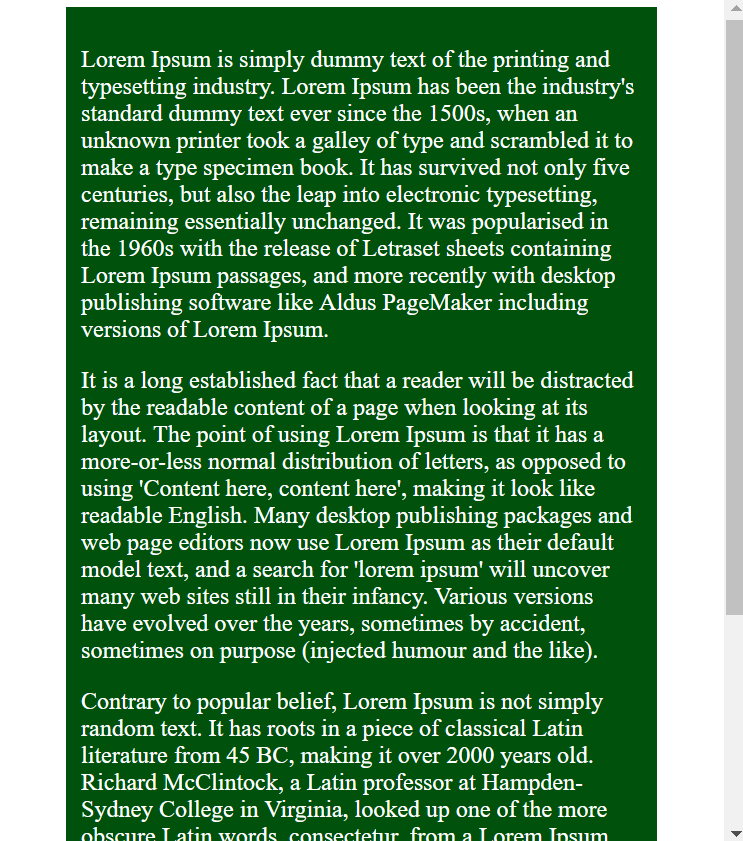 Lorem Ipsum is simply dummy text of the printing and
typesetting industry. Lorem Ipsum has been the industry's
standard dummy text ever since the 1500s, when an
unknown printer took a galley of type and scrambled it to
make a type specimen book. It has survived not only five
centuries, but also the leap into electronic typesetting,
remaining essentially unchanged. It was popularised in
the 1960s with the release of Letraset sheets containing
Lorem Ipsum passages, and more recently with desktop
publishing software like Aldus PageMaker including
versions of Lorem Ipsum.
It is a long established fact that a reader will be distracted
by the readable content of a page when looking at its
layout. The point of using Lorem Ipsum is that it has a
more-or-less normal distribution of letters, as opposed to
using 'Content here, content here', making it look like
readable English. Many desktop publishing packages and
web page editors now use Lorem Ipsum as their default
model text, and a search for 'lorem ipsum' will uncover
many web sites still in their infancy. Various versions
have evolved over the years, sometimes by accident,
sometimes on purpose (injected humour and the like).
Contrary to popular belief, Lorem Ipsum is not simply
random text. It has roots in a piece of classical Latin
literature from 45 BC, making it over 2000 years old.
Richard McClintock, a Latin professor at Hampden-
Sydney College in Virginia, looked up one of the more
obscure Latin words, consectetur, from a Lorem Ipsum